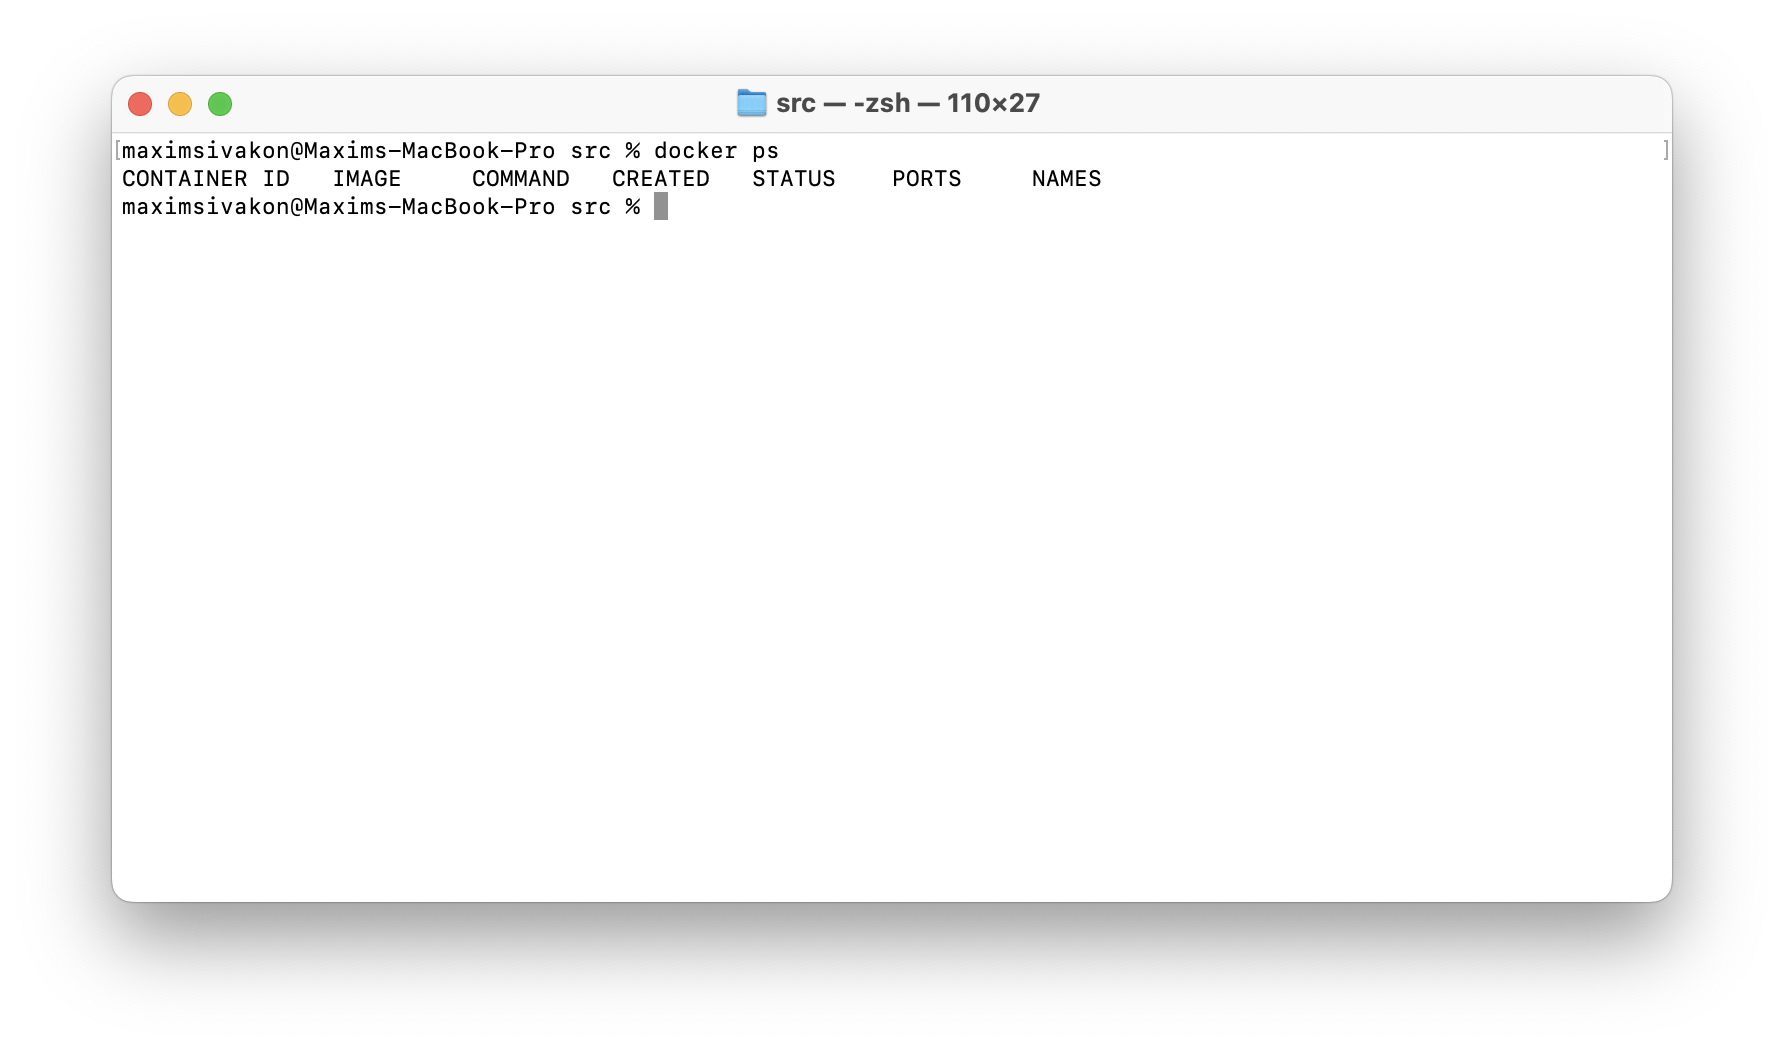 src — -zsh — 110×27
maximsivakon@Maxims-MacBook-Pro src % docker ps
CONTAINER ID   IMAGE     COMMAND   CREATED   STATUS    PORTS     NAMES
maximsivakon@Maxims-MacBook-Pro src %